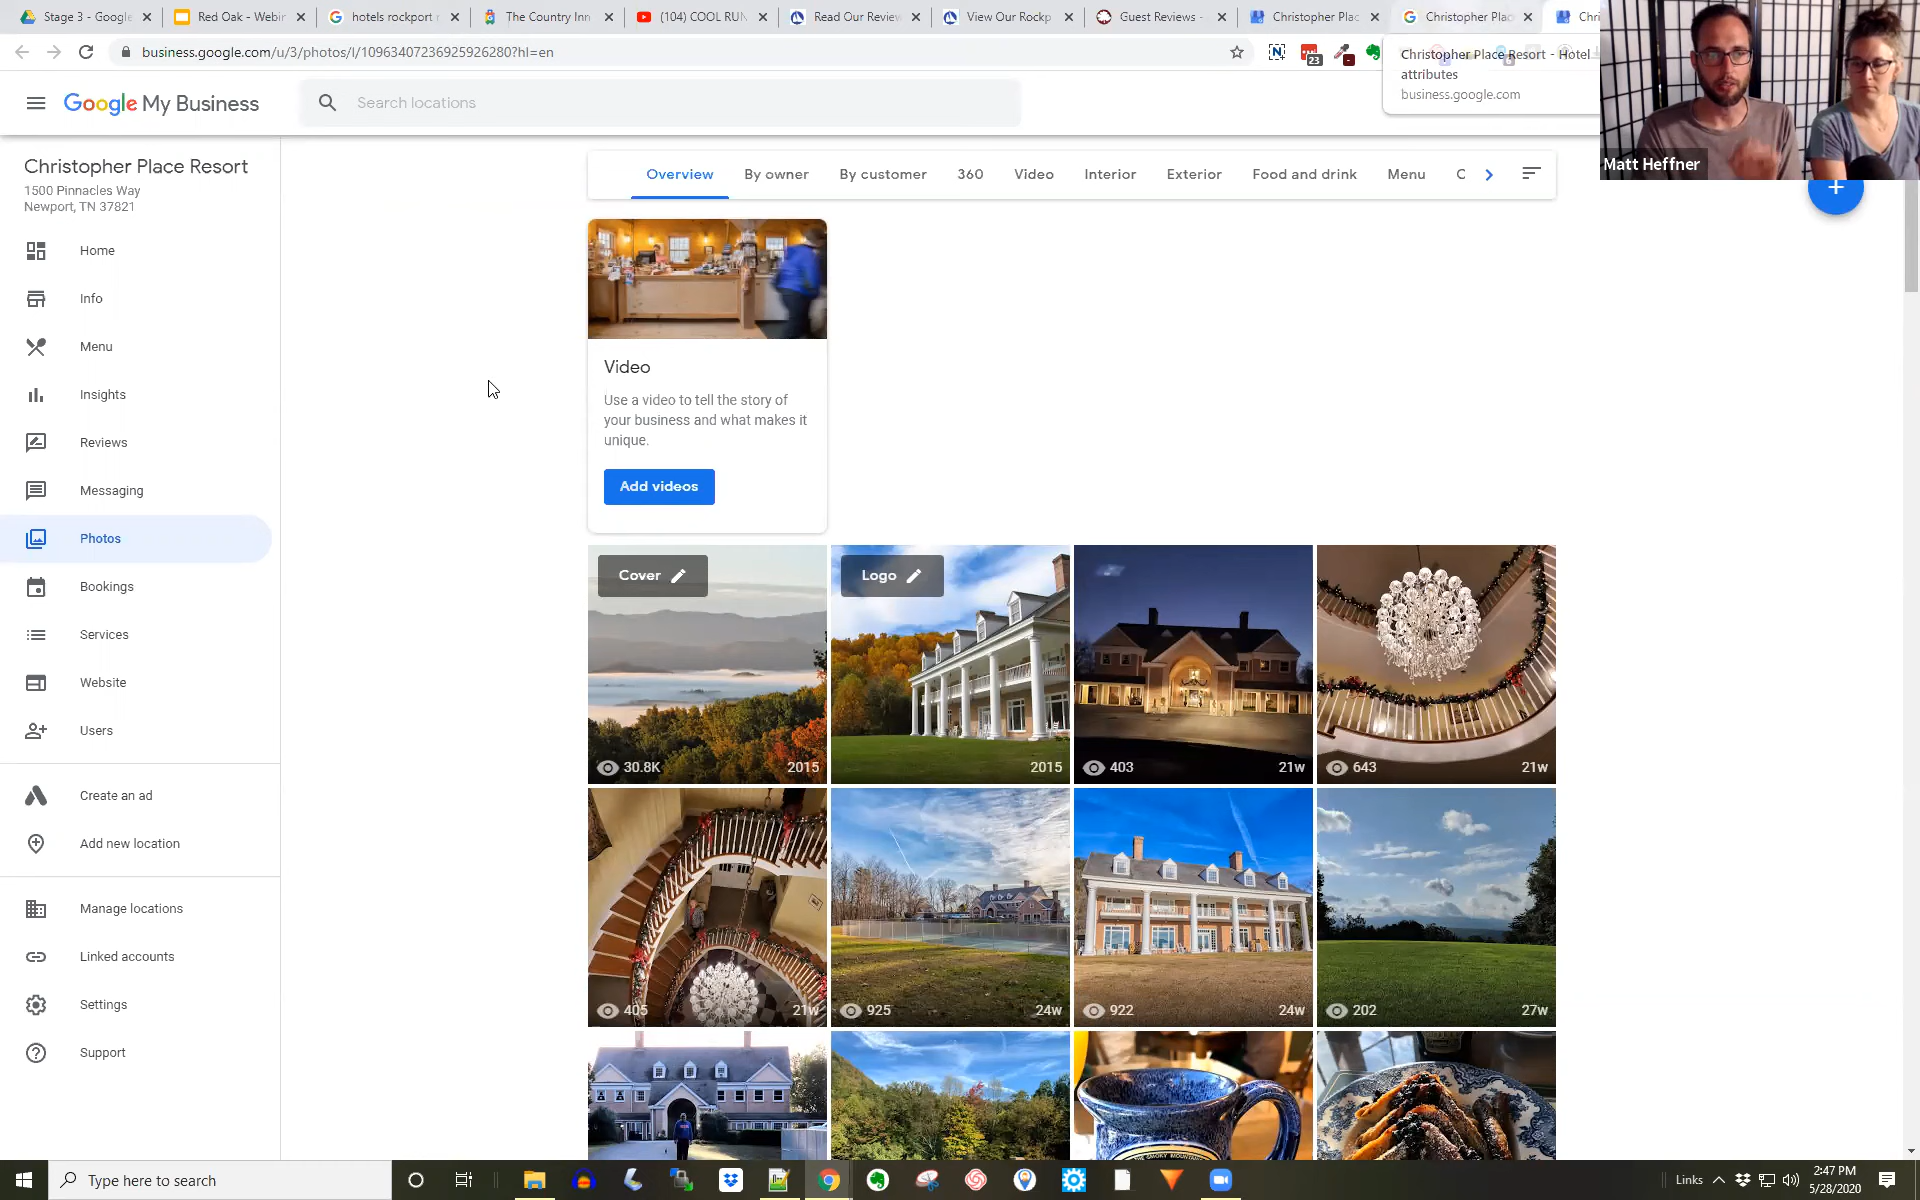 Stage 3 - Google
Red Oak - Webin
hotels rockport r
The Country Inn
(104) COOL RUN
Read Our Review
View Our Rockp
Guest Reviews -
Christopher Plac
Christopher Plac
Chri
business.google.com/u/3/photos/l/10963407236925926280?hl=en
23
Christopher Place Resort - Hotel
attributes
business.google.com
Matt Heffner
Google My Business
Search locations
Christopher Place Resort
1500 Pinnacles Way
Newport, TN 37821
Home
Info
Menu
Insights
Reviews
Messaging
Photos
Bookings
Services
Website
Users
Create an ad
Add new location
Manage locations
Linked accounts
Settings
Support
Overview
By owner
By customer
360
Video
Interior
Exterior
Food and drink
Menu
Video
Use a video to tell the story of
your business and what makes it
unique.
Add videos
Cover
30.8K
2015
Logo
2015
403
21w
643
21w
405
21w
925
24w
922
24w
202
27w
THE SMOKY MOUNTAIN
Type here to search
Links
2:47 PM
5/28/2020